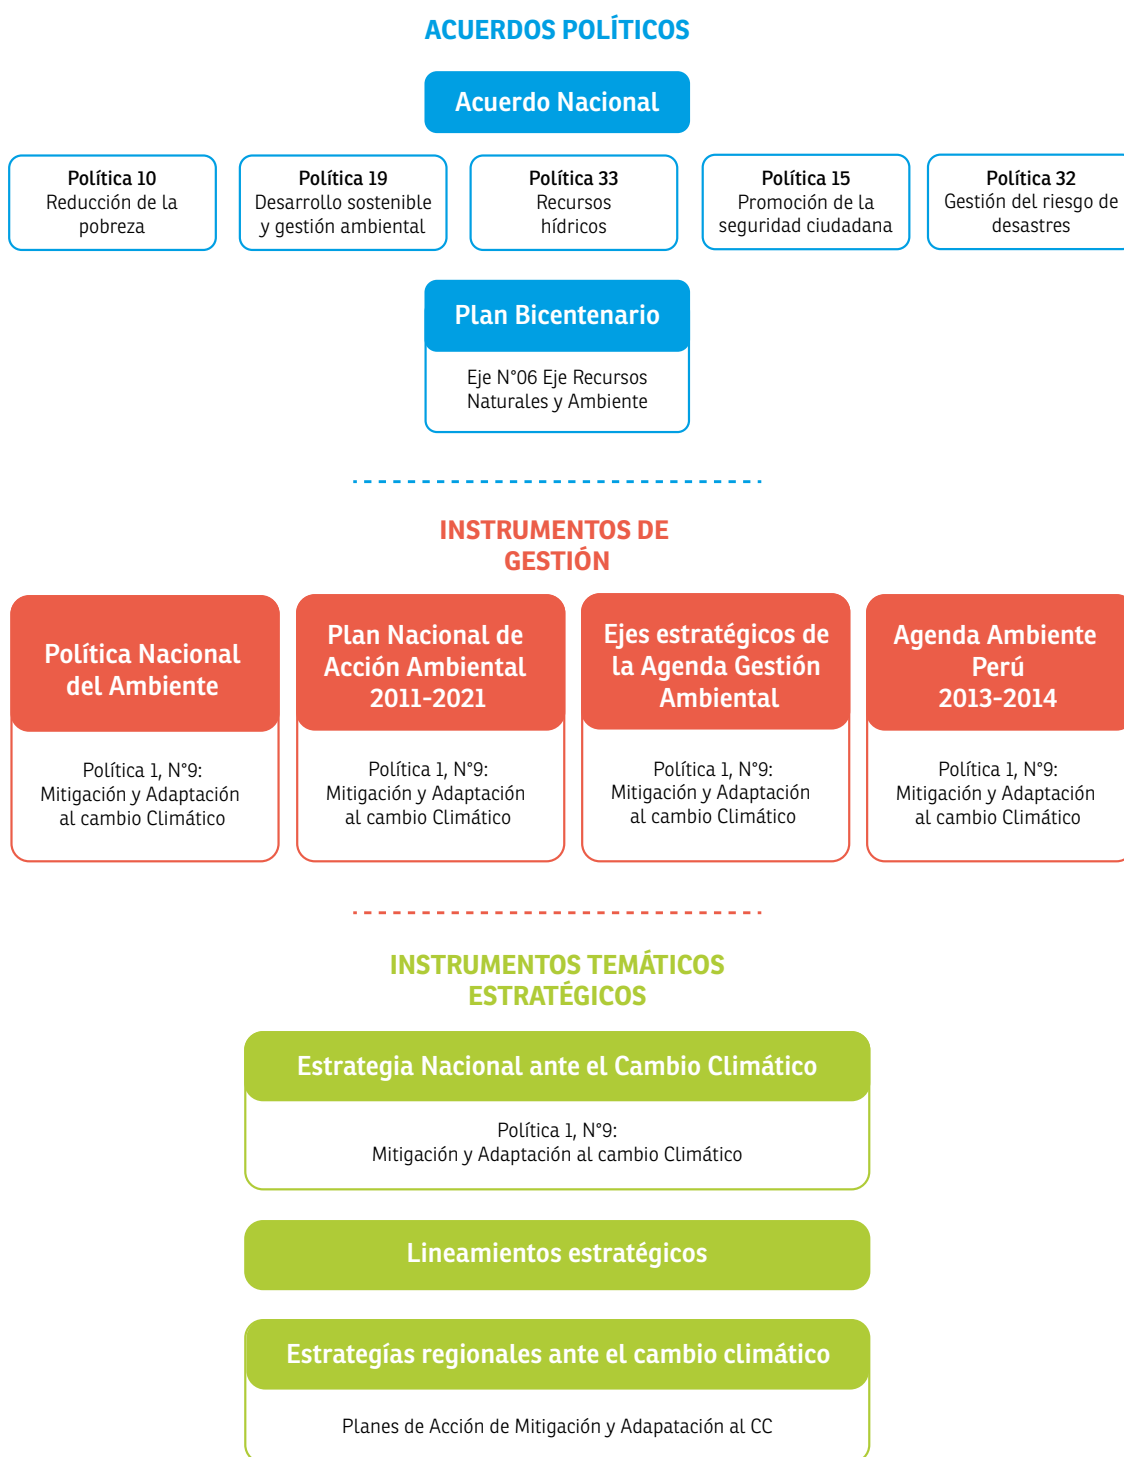 ACUERDOS POLÍTICOS
Acuerdo Nacional
Política 10
Reducción de la
pobreza
Política 19
Desarrollo sostenible
y gestión ambiental
Política 33
Recursos
hídricos
Política 15
Promoción de la
seguridad ciudadana
Política 32
Gestión del riesgo de
desastres
Plan Bicentenario
Eje N°06 Eje Recursos
Naturales y Ambiente
INSTRUMENTOS DE
GESTIÓN
Política Nacional
del Ambiente
Política 1, N°9:
Mitigación y Adaptación
al cambio Climático
Plan Nacional de
Acción Ambiental
2011-2021
Política 1, N°9:
Mitigación y Adaptación
al cambio Climático
Ejes estratégicos de
la Agenda Gestión
Ambiental
Política 1, N°9:
Mitigación y Adaptación
al cambio Climático
Agenda Ambiente
Perú
2013-2014
Política 1, N°9:
Mitigación y Adaptación
al cambio Climático
INSTRUMENTOS TEMÁTICOS
ESTRATÉGICOS
Estrategia Nacional ante el Cambio Climático
Política 1, N°9:
Mitigación y Adaptación al cambio Climático
Lineamientos estratégicos
Estrategías regionales ante el cambio climático
Planes de Acción de Mitigación y Adapatación al CC